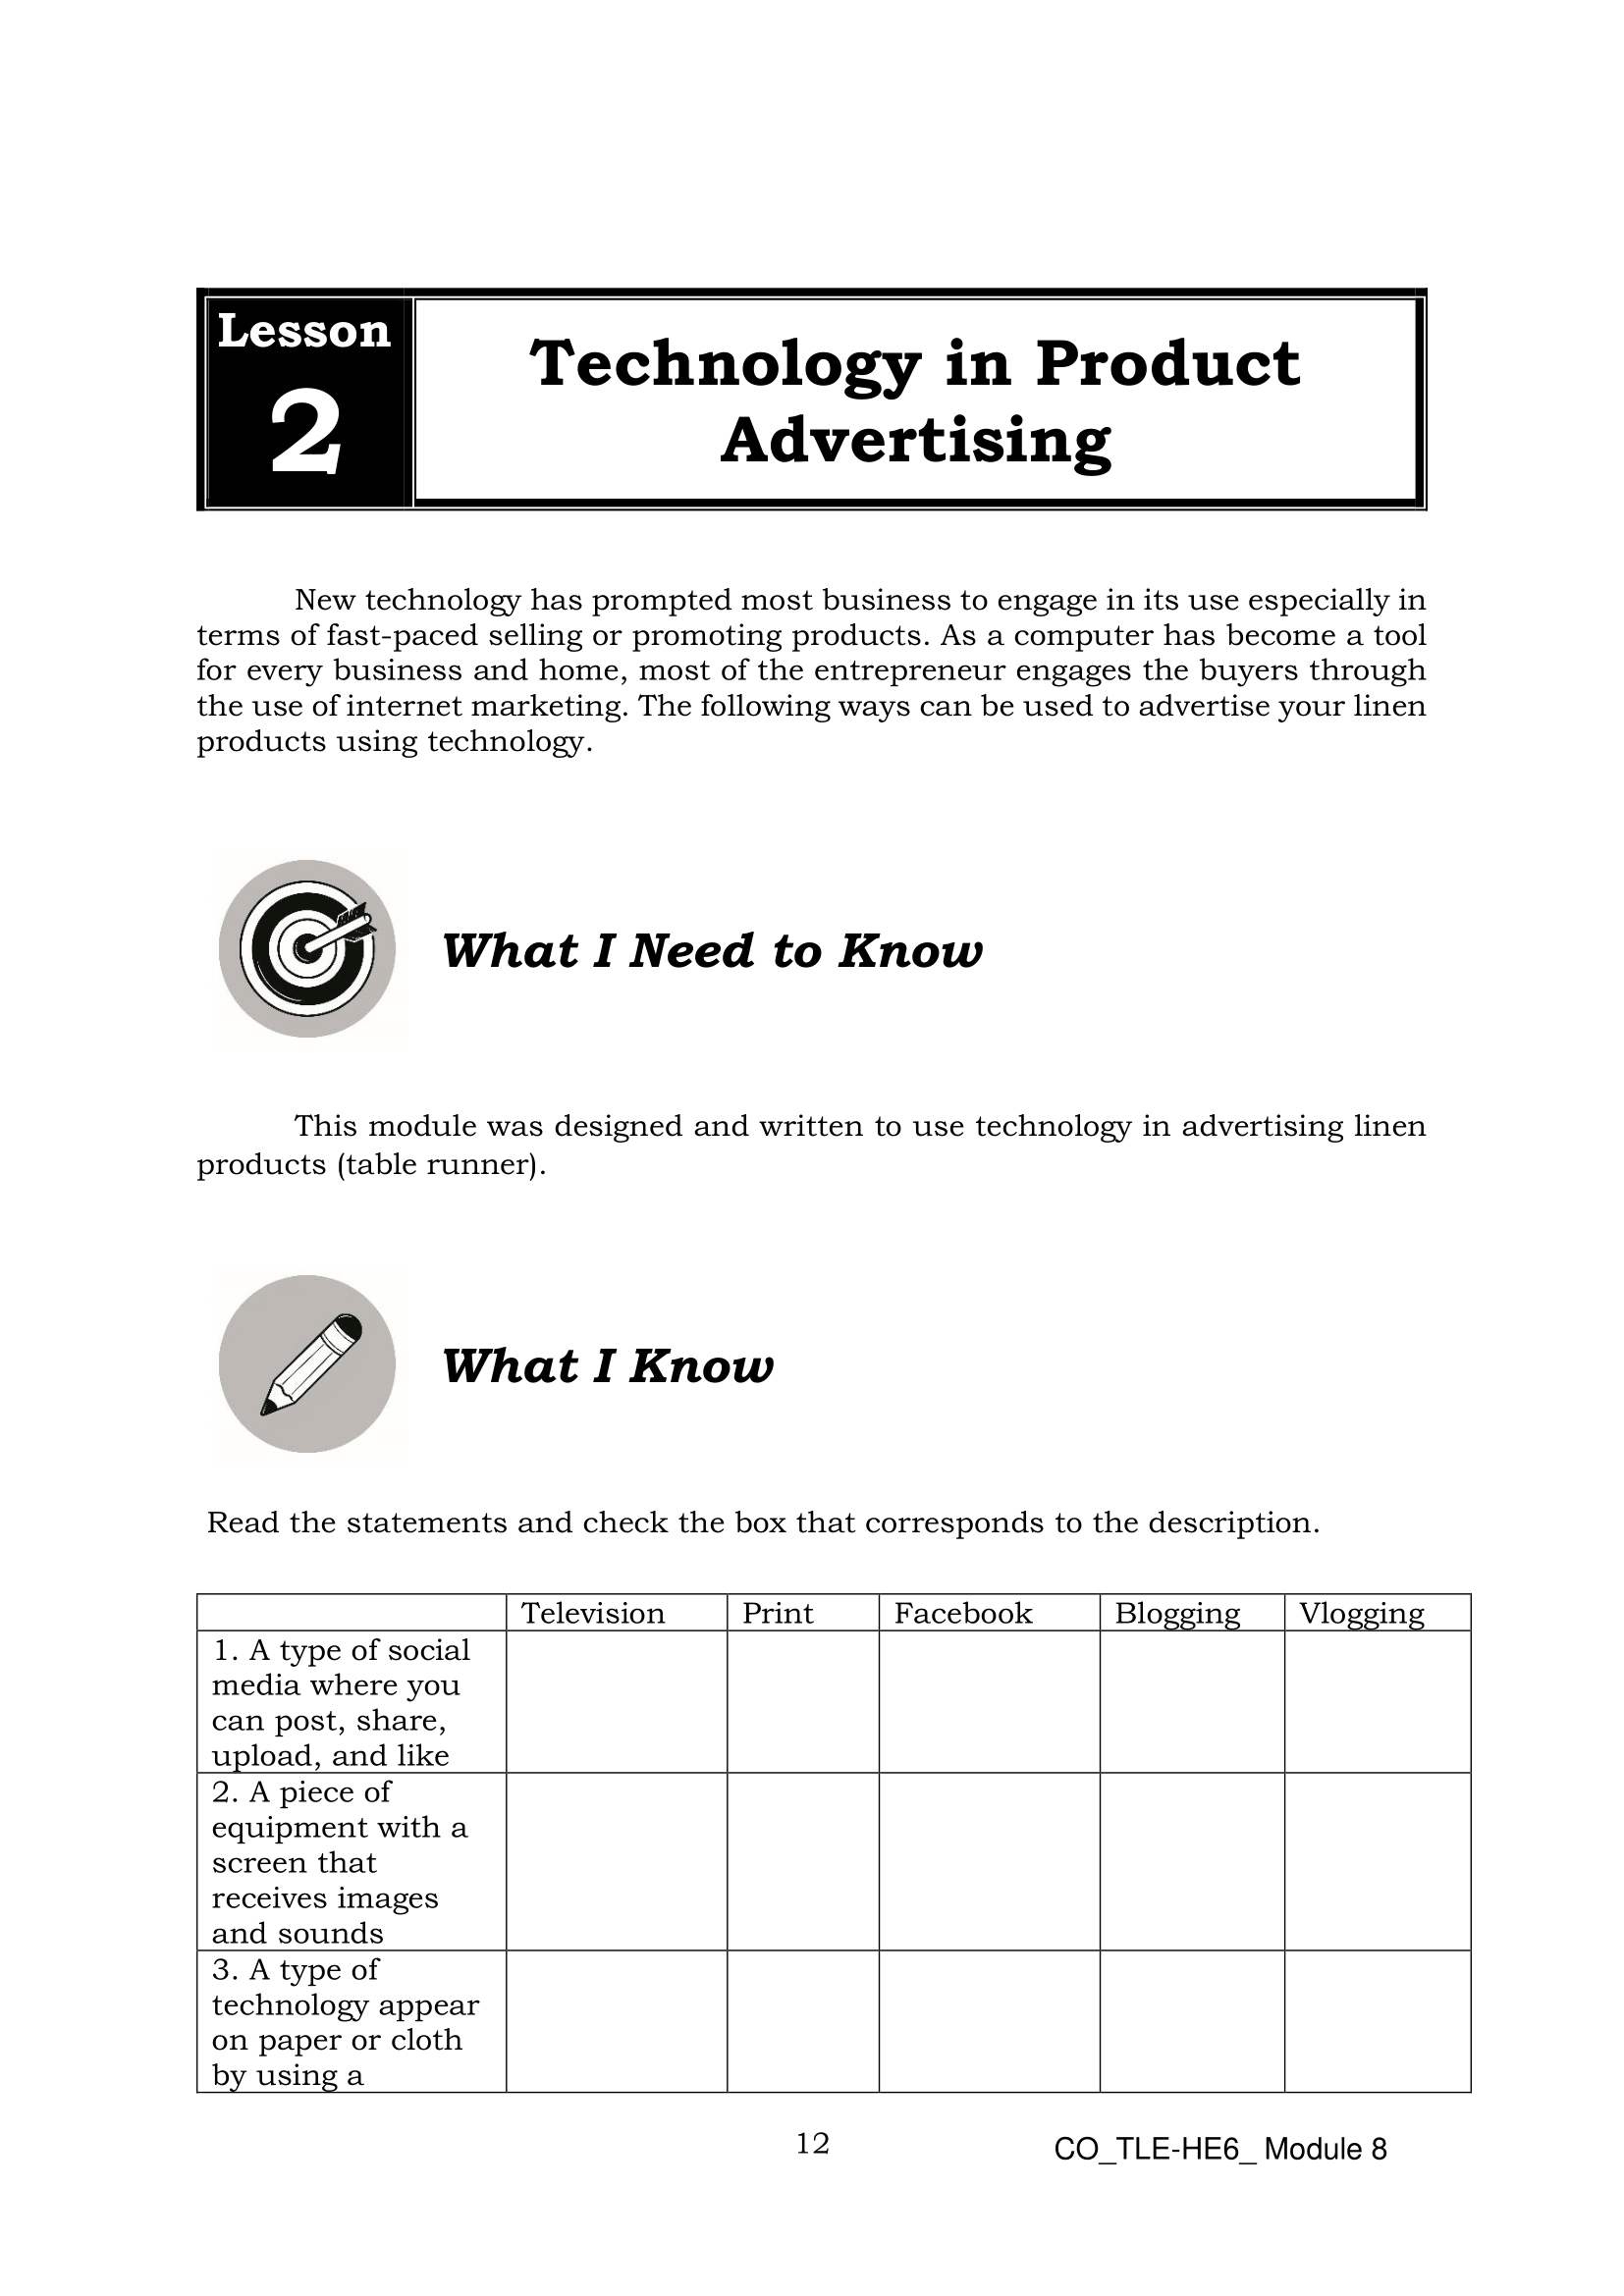 Lesson
2
Technology in Product
Advertising
New technology has prompted most business to engage in its use especially in
terms of fast-paced selling or promoting products. As a computer has become a tool
for every business and home, most of the entrepreneur engages the buyers through
the use of internet marketing. The following ways can be used to advertise your linen
products using technology.
What I Need to Know
This module was designed and written to use technology in advertising linen
products (table runner).
What I Know
Read the statements and check the box that corresponds to the description.
Television Print Facebook Blogging Vlogging
1. A type of social
media where you
can post, share,
upload, and like
2. A piece of
equipment with a
screen that
receives images
and sounds
3. A type of
technology appear
on paper or cloth
by using a
12
CO_TLE-HE6_ Module 8